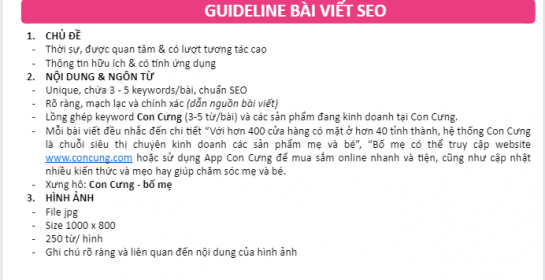 GUIDELINE BÀI VIẾT SEO
1. CHỦ ĐỀ
- Thời sự, được quan tâm & có lượt tương tác cao
- Thông tin hữu ích & có tính ứng dụng
2. NỘI DUNG & NGÔN TỪ
- Unique, chứa 3 - 5 keywords/bài, chuẩn SEO
- Rõ ràng, mạch lạc và chính xác (dẫn nguồn bài viết)
- Lồng ghép keyword Con Cưng (3-5 từ/bài) và các sản phẩm đang kinh doanh tại Con Cưng.
- Mỗi bài viết đều nhắc đến chi tiết “Với hơn 400 cửa hàng có mặt ở hơn 40 tỉnh thành, hệ thống Con Cưng
là chuỗi siêu thị chuyên kinh doanh các sản phẩm mẹ và bé”, “Bố mẹ có thể truy cập website
www.concung.com hoặc sử dụng App Con Cưng để mua sắm online nhanh và tiện, cũng như cập nhật
nhiều kiến thức và mẹo hay giúp chăm sóc mẹ và bé.
- Xưng hô: Con Cưng - bố mẹ
3. HÌNH ẢNH
- File jpg
- Size 1000 x 800
- 250 từ/ hình
- Ghi chú rõ ràng và liên quan đến nội dung của hình ảnh